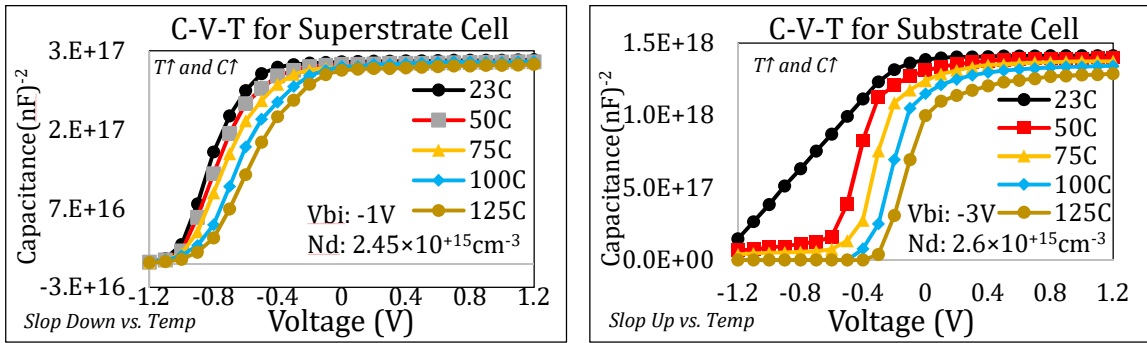 C-V-T for Superstrate Cell
3.E+17
2.E+17
7.E+16
-3.E+16
Capacitance(nF)⁻²
T↑ and C↑
23C
50C
75C
100C
125C
Vbi: -1V
Nd: 2.45×10⁺¹⁵cm⁻³
-1.2 -0.8 -0.4 0 0.4 0.8 1.2
Slop Down vs. Temp
Voltage (V)
C-V-T for Substrate Cell
1.5E+18
1.0E+18
5.0E+17
0.0E+00
Capacitance(nF)⁻²
T↑ and C↑
23C
50C
75C
100C
125C
Vbi: -3V
Nd: 2.6×10⁺¹⁵cm⁻³
-1.2 -0.8 -0.4 0 0.4 0.8 1.2
Slop Up vs. Temp
Voltage (V)